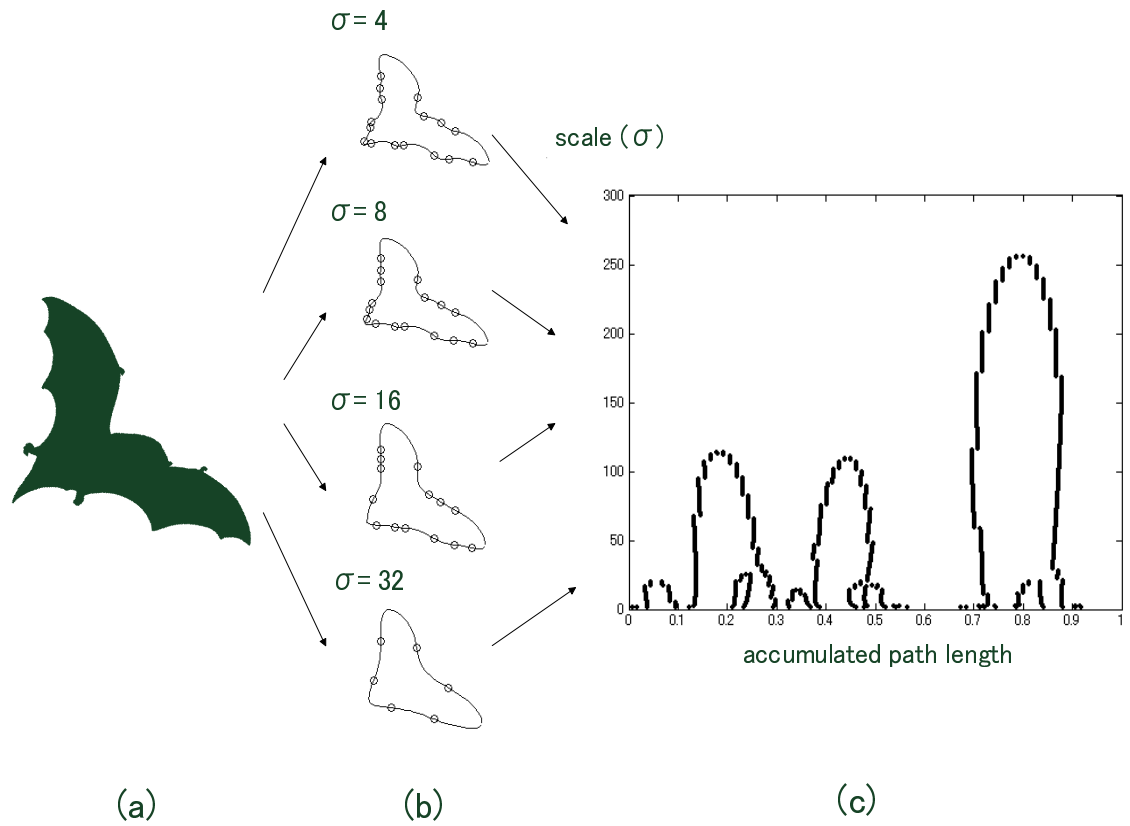 σ= 4
σ= 8
σ= 16
σ= 32
scale (σ)
300
250
200
150
100
50
0
0 0.1 0.2 0.3 0.4 0.5 0.6 0.7 0.8 0.9 1
accumulated path length
(a) (b) (c)